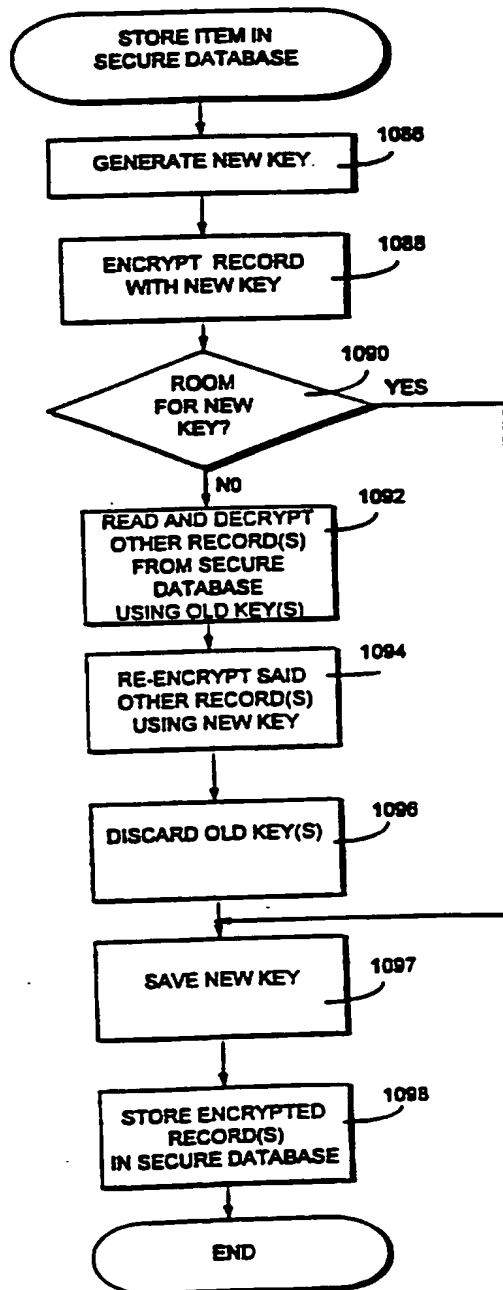 STORE ITEM IN
SECURE DATABASE
1086
GENERATE NEW KEY.
1088
ENCRYPT RECORD
WITH NEW KEY
1090
ROOM
FOR NEW
KEY?
YES
NO
1092
READ AND DECRYPT
OTHER RECORD(S)
FROM SECURE
DATABASE
USING OLD KEY(S)
1094
RE-ENCRYPT SAID
OTHER RECORD(S)
USING NEW KEY
1096
DISCARD OLD KEY(S)
1097
SAVE NEW KEY
1098
STORE ENCRYPTED
RECORD(S)
IN SECURE DATABASE
END